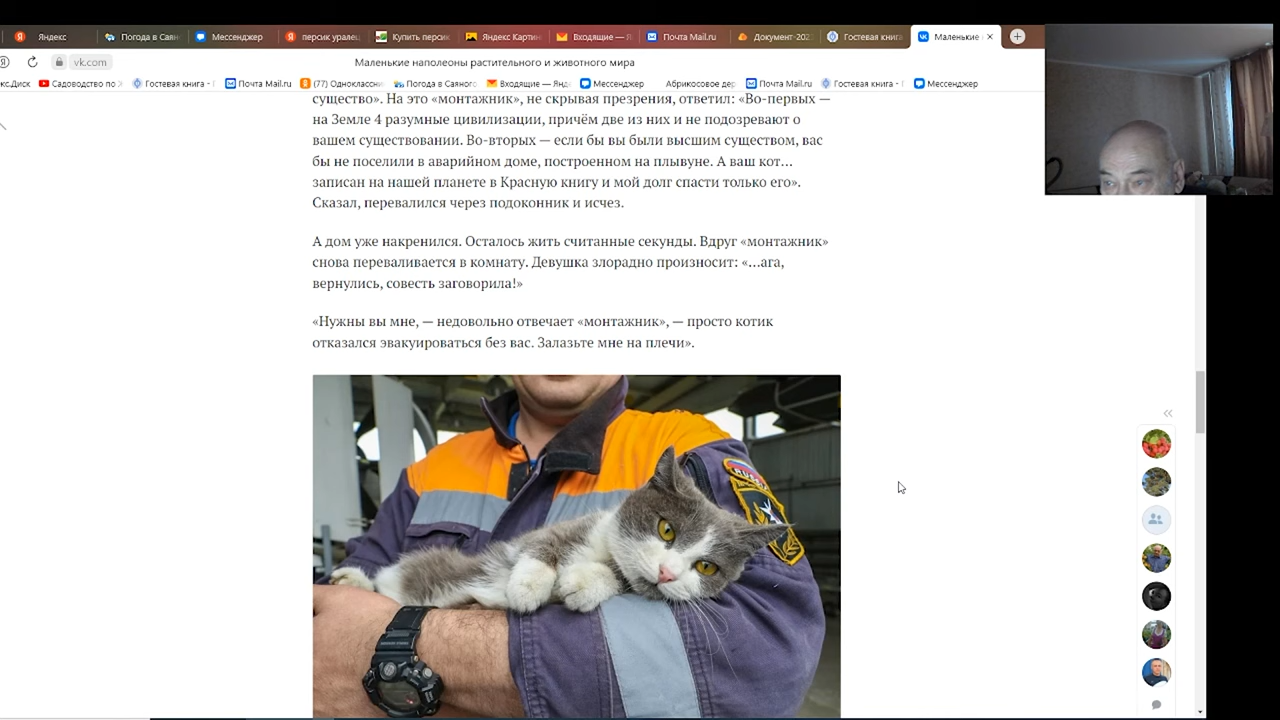 Яндекс
Погода в Саян
Мессенджер
персик уралец
Купить персик
Яндекс Картин
Входящие — Я
Почта Mail.ru
Документ-202
Гостевая книга
Маленькие
vk.com
Маленькие наполеоны растительного и животного мира
кс.Диск
Садоводство по
Гостевая книга - Г
Почта Mail.ru
(77) Одноклассни
Погода в Саяного
Входящие — Янд
Мессенджер
Абрикосовое дер
Почта Mail.ru
Гостевая книга - Г
Мессенджер
существо». На это «монтажник», не скрывая презрения, ответил: «Во-первых —
на Земле 4 разумные цивилизации, причём две из них и не подозревают о
вашем существовании. Во-вторых — если бы вы были высшим существом, вас
бы не поселили в аварийном доме, построенном на плывуне. А ваш кот…
записан на нашей планете в Красную книгу и мой долг спасти только его».
Сказал, перевалился через подоконник и исчез.
А дом уже накренился. Осталось жить считанные секунды. Вдруг «монтажник»
снова переваливается в комнату. Девушка злорадно произносит: «…ага,
вернулись, совесть заговорила!»
«Нужны вы мне, — недовольно отвечает «монтажник», — просто котик
отказался эвакуироваться без вас. Залазьте мне на плечи».
RUSSIA